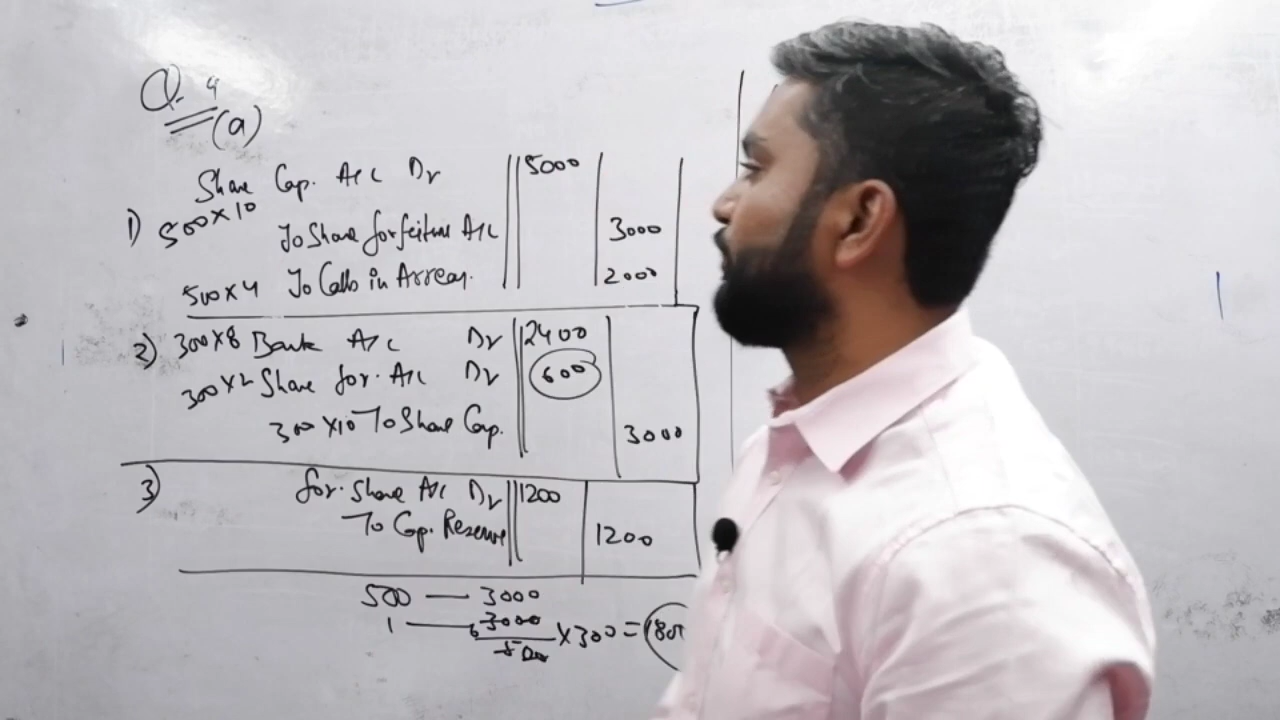 Q. 4
(a)
Share Cap. A/c Dr 5000
1) 500×10
To Share forfeiture A/c 3000
500×4 To Calls in Arrear. 2000
2) 300×8 Bank A/c Dr 2400
300×2 Share for. A/c Dr 600
300×10 To Share Cap. 3000
3) for. Share A/c Dr 1200
To Cap. Reserve 1200
500 — 3000
1 — 6 3000/500 ×300 = 180